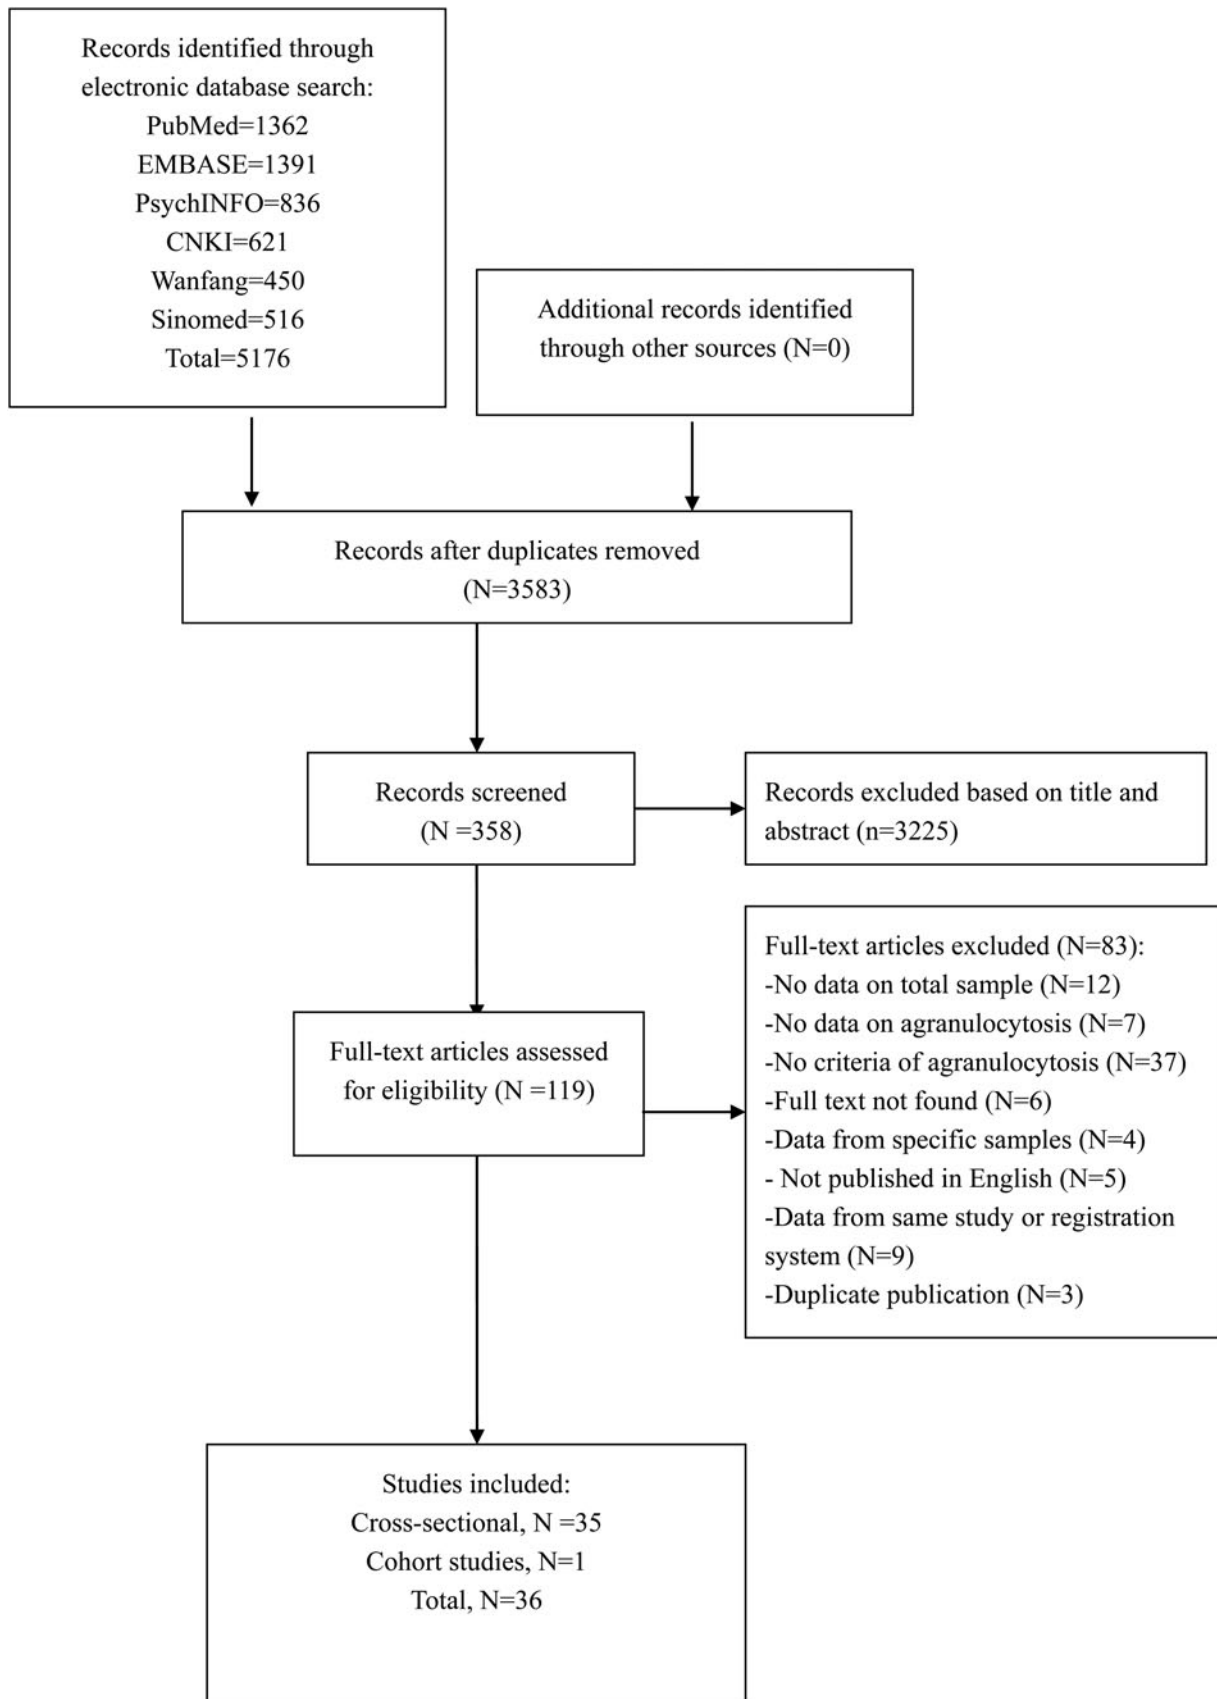 Records identified through
electronic database search:
PubMed=1362
EMBASE=1391
PsychINFO=836
CNKI=621
Wanfang=450
Sinomed=516
Total=5176
Additional records identified
through other sources (N=0)
Records after duplicates removed
(N=3583)
Records screened
(N =358)
Records excluded based on title and
abstract (n=3225)
Full-text articles assessed
for eligibility (N =119)
Full-text articles excluded (N=83):
-No data on total sample (N=12)
-No data on agranulocytosis (N=7)
-No criteria of agranulocytosis (N=37)
-Full text not found (N=6)
-Data from specific samples (N=4)
- Not published in English (N=5)
-Data from same study or registration
system (N=9)
-Duplicate publication (N=3)
Studies included:
Cross-sectional, N =35
Cohort studies, N=1
Total, N=36